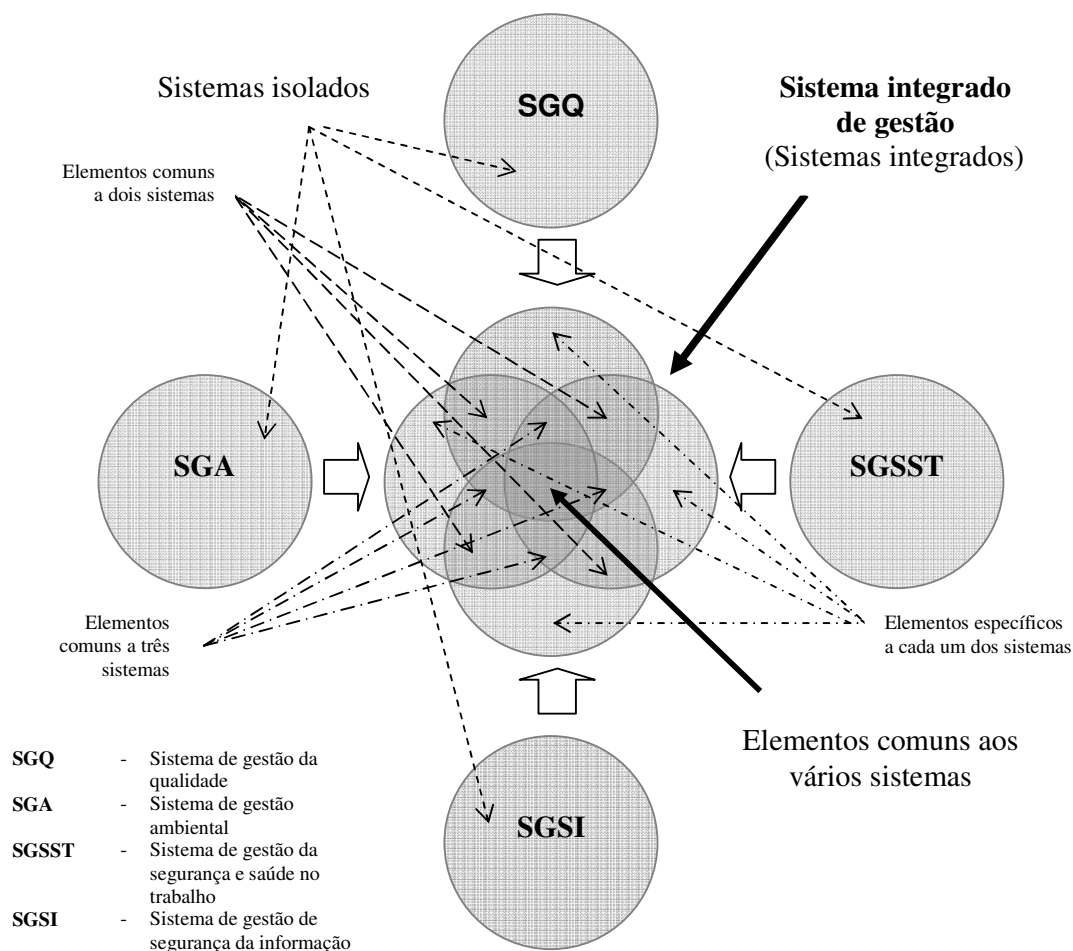 Sistemas isolados
SGQ
Sistema integrado
de gestão
(Sistemas integrados)
Elementos comuns
a dois sistemas
SGA
SGSST
Elementos
comuns a três
sistemas
Elementos específicos
a cada um dos sistemas
Elementos comuns aos
vários sistemas
SGSI
SGQ - Sistema de gestão da
qualidade
SGA - Sistema de gestão
ambiental
SGSST - Sistema de gestão da
segurança e saúde no
trabalho
SGSI - Sistema de gestão de
segurança da informação